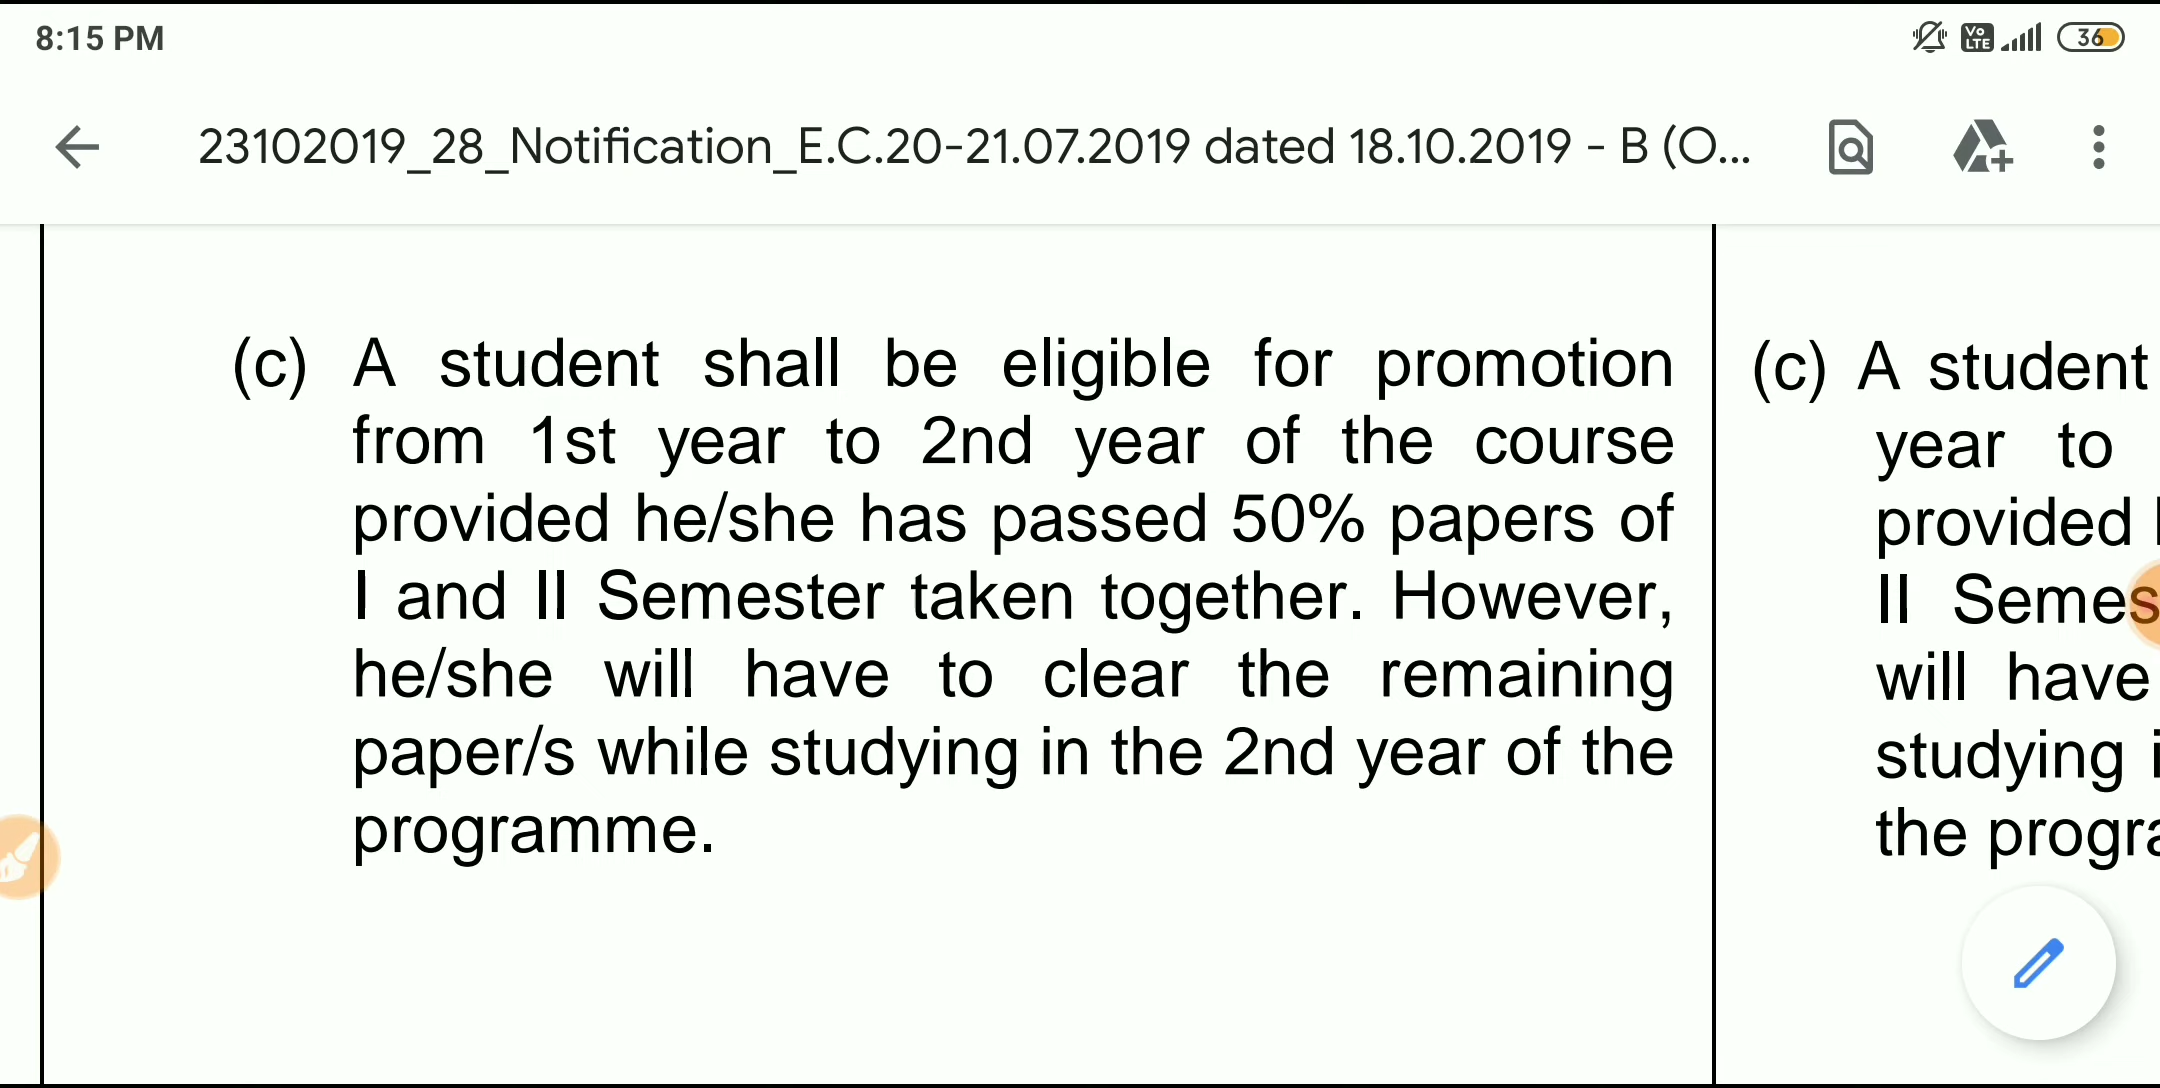 8:15 PM
Vo LTE
36
23102019_28_Notification_E.C.20-21.07.2019 dated 18.10.2019 - B (O...
(c) A student shall be eligible for promotion
from 1st year to 2nd year of the course
provided he/she has passed 50% papers of
I and II Semester taken together. However,
he/she will have to clear the remaining
paper/s while studying in the 2nd year of the
programme.
(c) A student
year to
provided
II
will have
studying
the